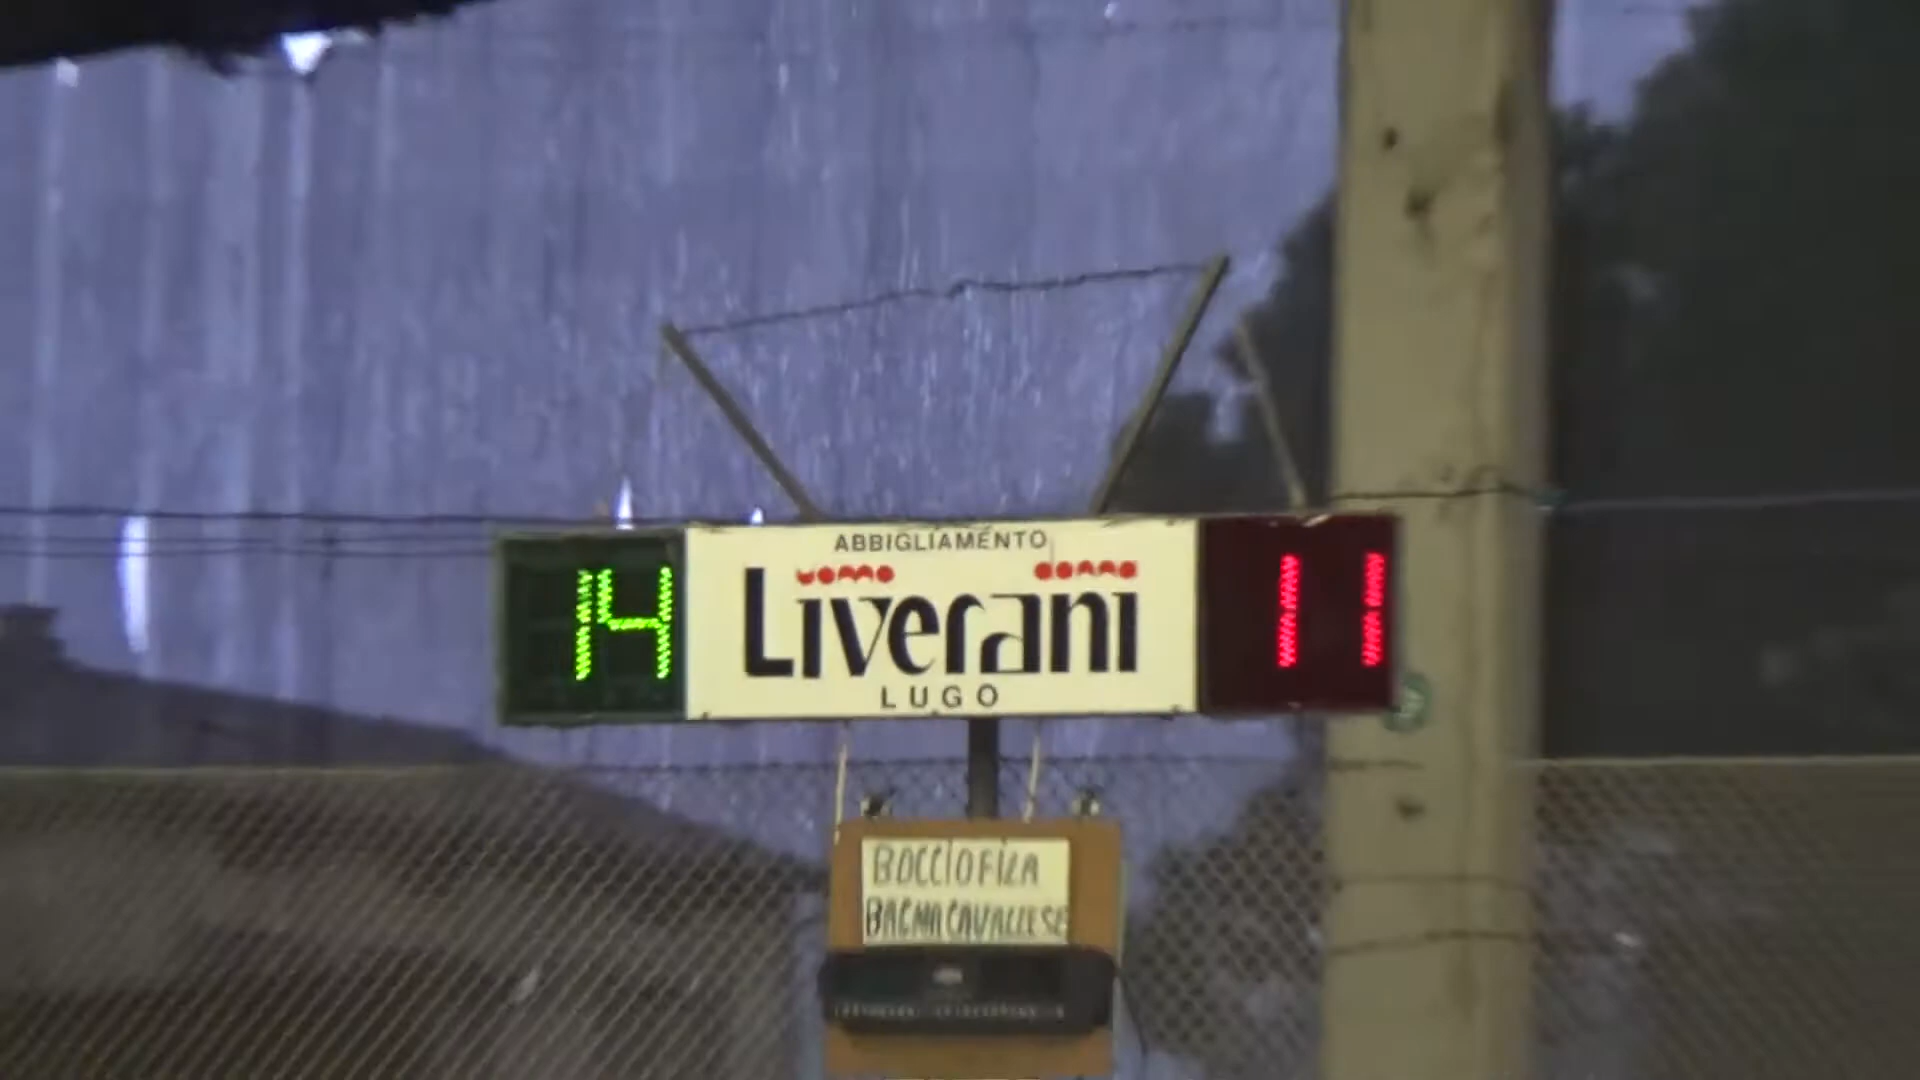 ABBIGLIAMENTO
uomo donna
14 Liverani 11
LUGO
BOCCIOFILA
BAGNACAVALLESE